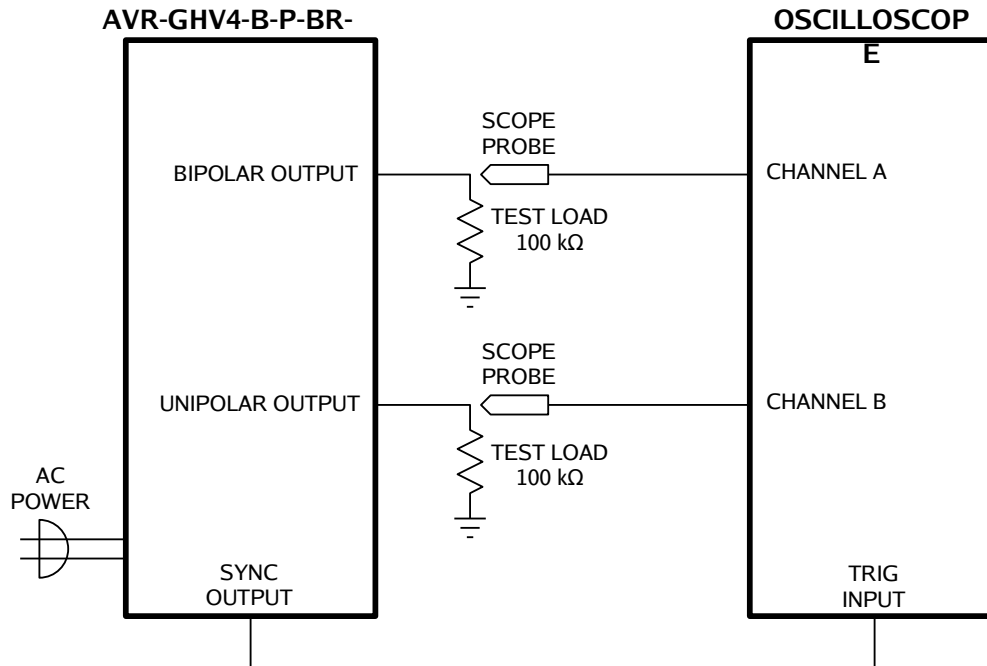 AVR-GHV4-B-P-BR-
OSCILLOSCOP
E
SCOPE
PROBE
BIPOLAR OUTPUT
CHANNEL A
TEST LOAD
100 kΩ
SCOPE
PROBE
UNIPOLAR OUTPUT
CHANNEL B
TEST LOAD
100 kΩ
AC
POWER
SYNC
OUTPUT
TRIG
INPUT